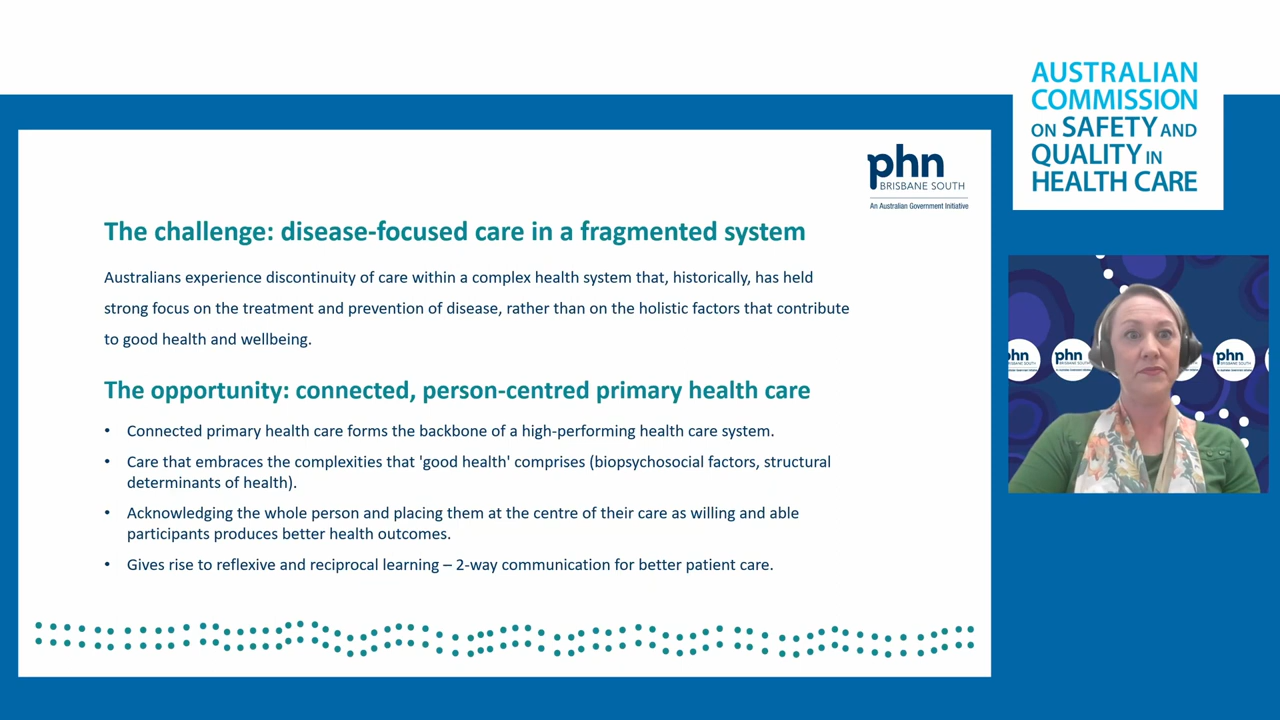 AUSTRALIAN
COMMISSION
ON SAFETY AND
QUALITY IN
HEALTH CARE
phn
BRISBANE SOUTH
An Australian Government Initiative
The challenge: disease-focused care in a fragmented system
Australians experience discontinuity of care within a complex health system that, historically, has held
strong focus on the treatment and prevention of disease, rather than on the holistic factors that contribute
to good health and wellbeing.
The opportunity: connected, person-centred primary health care
• Connected primary health care forms the backbone of a high-performing health care system.
• Care that embraces the complexities that 'good health' comprises (biopsychosocial factors, structural
determinants of health).
• Acknowledging the whole person and placing them at the centre of their care as willing and able
participants produces better health outcomes.
• Gives rise to reflexive and reciprocal learning – 2-way communication for better patient care.
phn
phn
phn